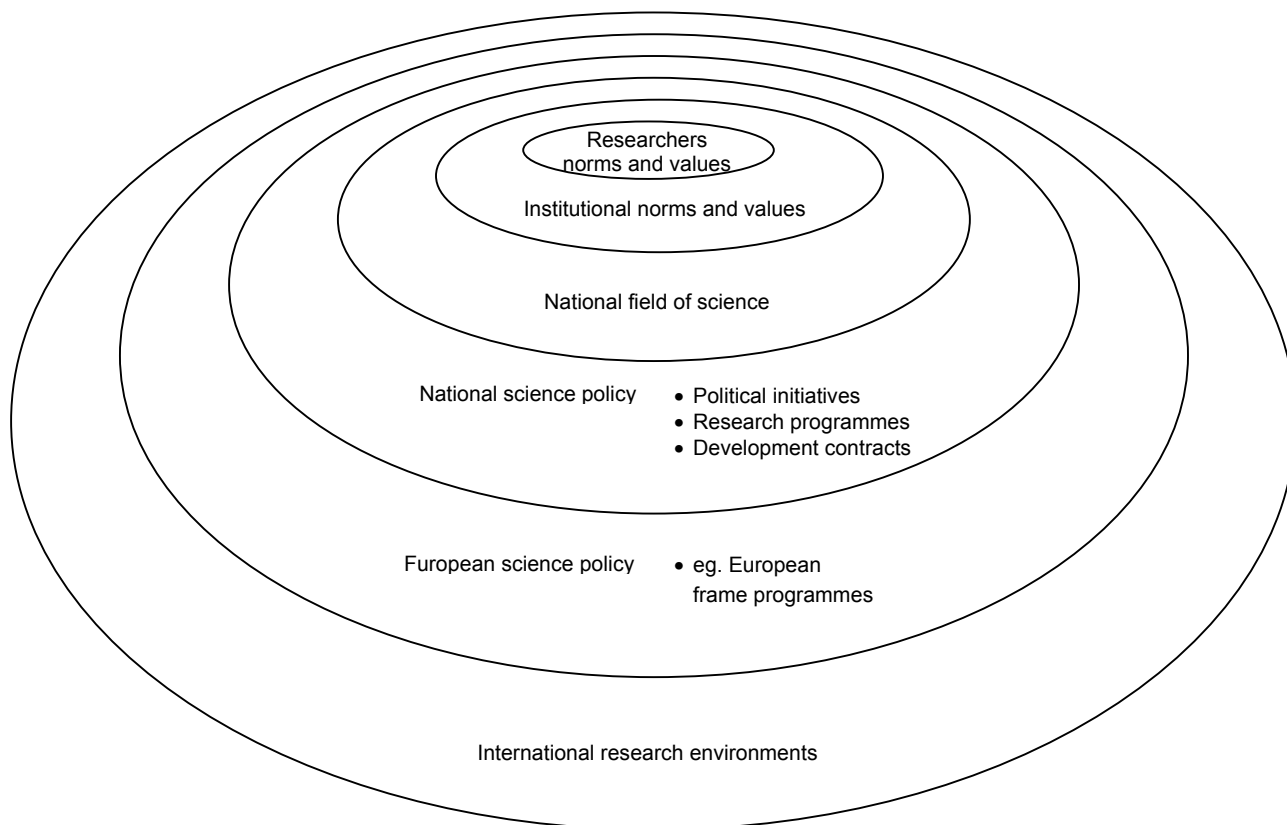 Researchers
norms and values
Institutional norms and values
National field of science
National science policy
• Political initiatives
• Research programmes
• Development contracts
European science policy
• eg. European
frame programmes
International research environments